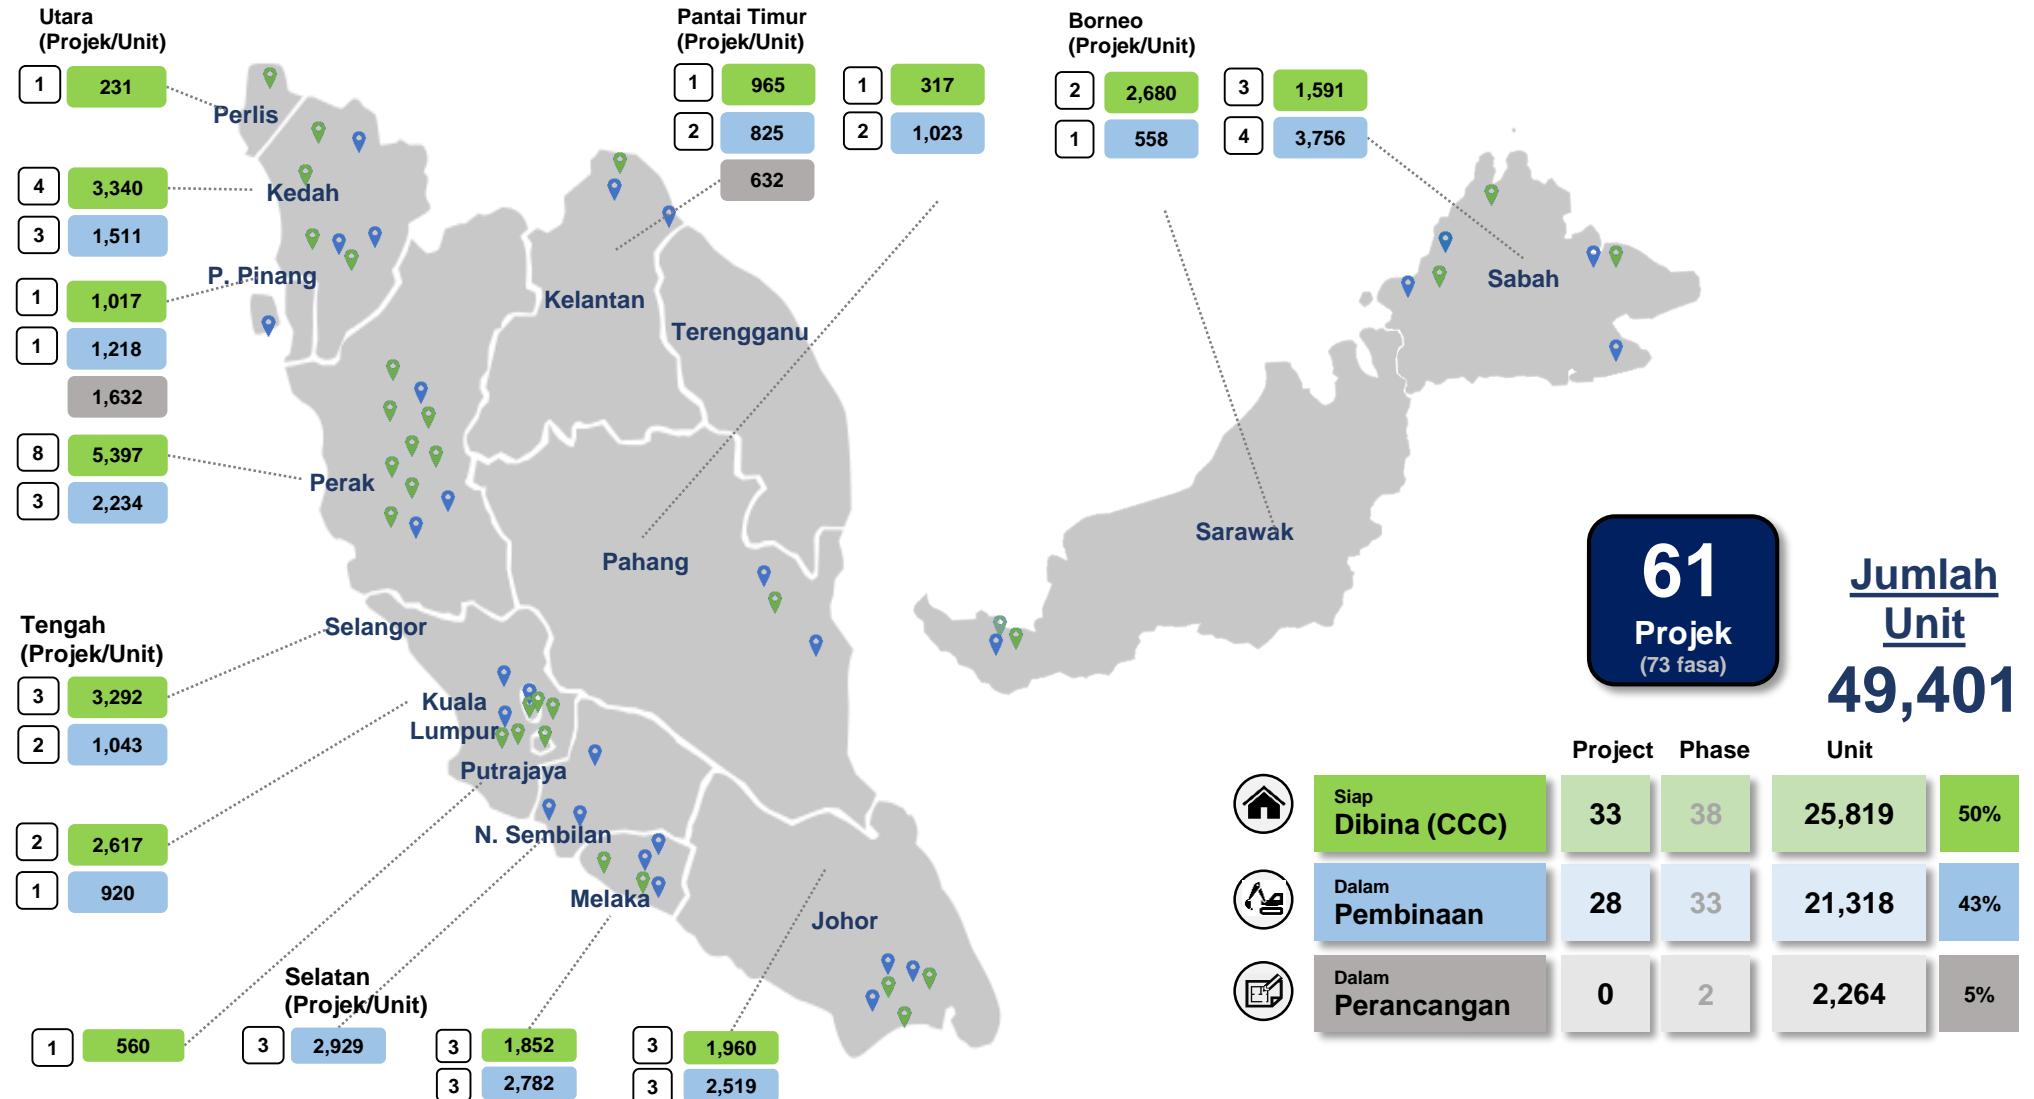 Utara
(Projek/Unit)
1 231
4 3,340
3 1,511
1 1,017
1 1,218
1,632
8 5,397
3 2,234
Pantai Timur
(Projek/Unit)
1 965
2 825
632
1 317
2 1,023
Borneo
(Projek/Unit)
2 2,680
1 558
3 1,591
4 3,756
Perlis
Kedah
P. Pinang
Perak
Kelantan
Terengganu
Pahang
Selangor
Kuala
Lumpur
Putrajaya
N. Sembilan
Melaka
Johor
Sabah
Sarawak
Tengah
(Projek/Unit)
3 3,292
2 1,043
2 2,617
1 920
1 560
Selatan
(Projek/Unit)
3 2,929
3 1,852
3 2,782
3 1,960
3 2,519
61
Projek
(73 fasa)
Jumlah
Unit
49,401
Project Phase Unit
Siap
Dibina (CCC) 33 38 25,819 50%
Dalam
Pembinaan 28 33 21,318 43%
Dalam
Perancangan 0 2 2,264 5%